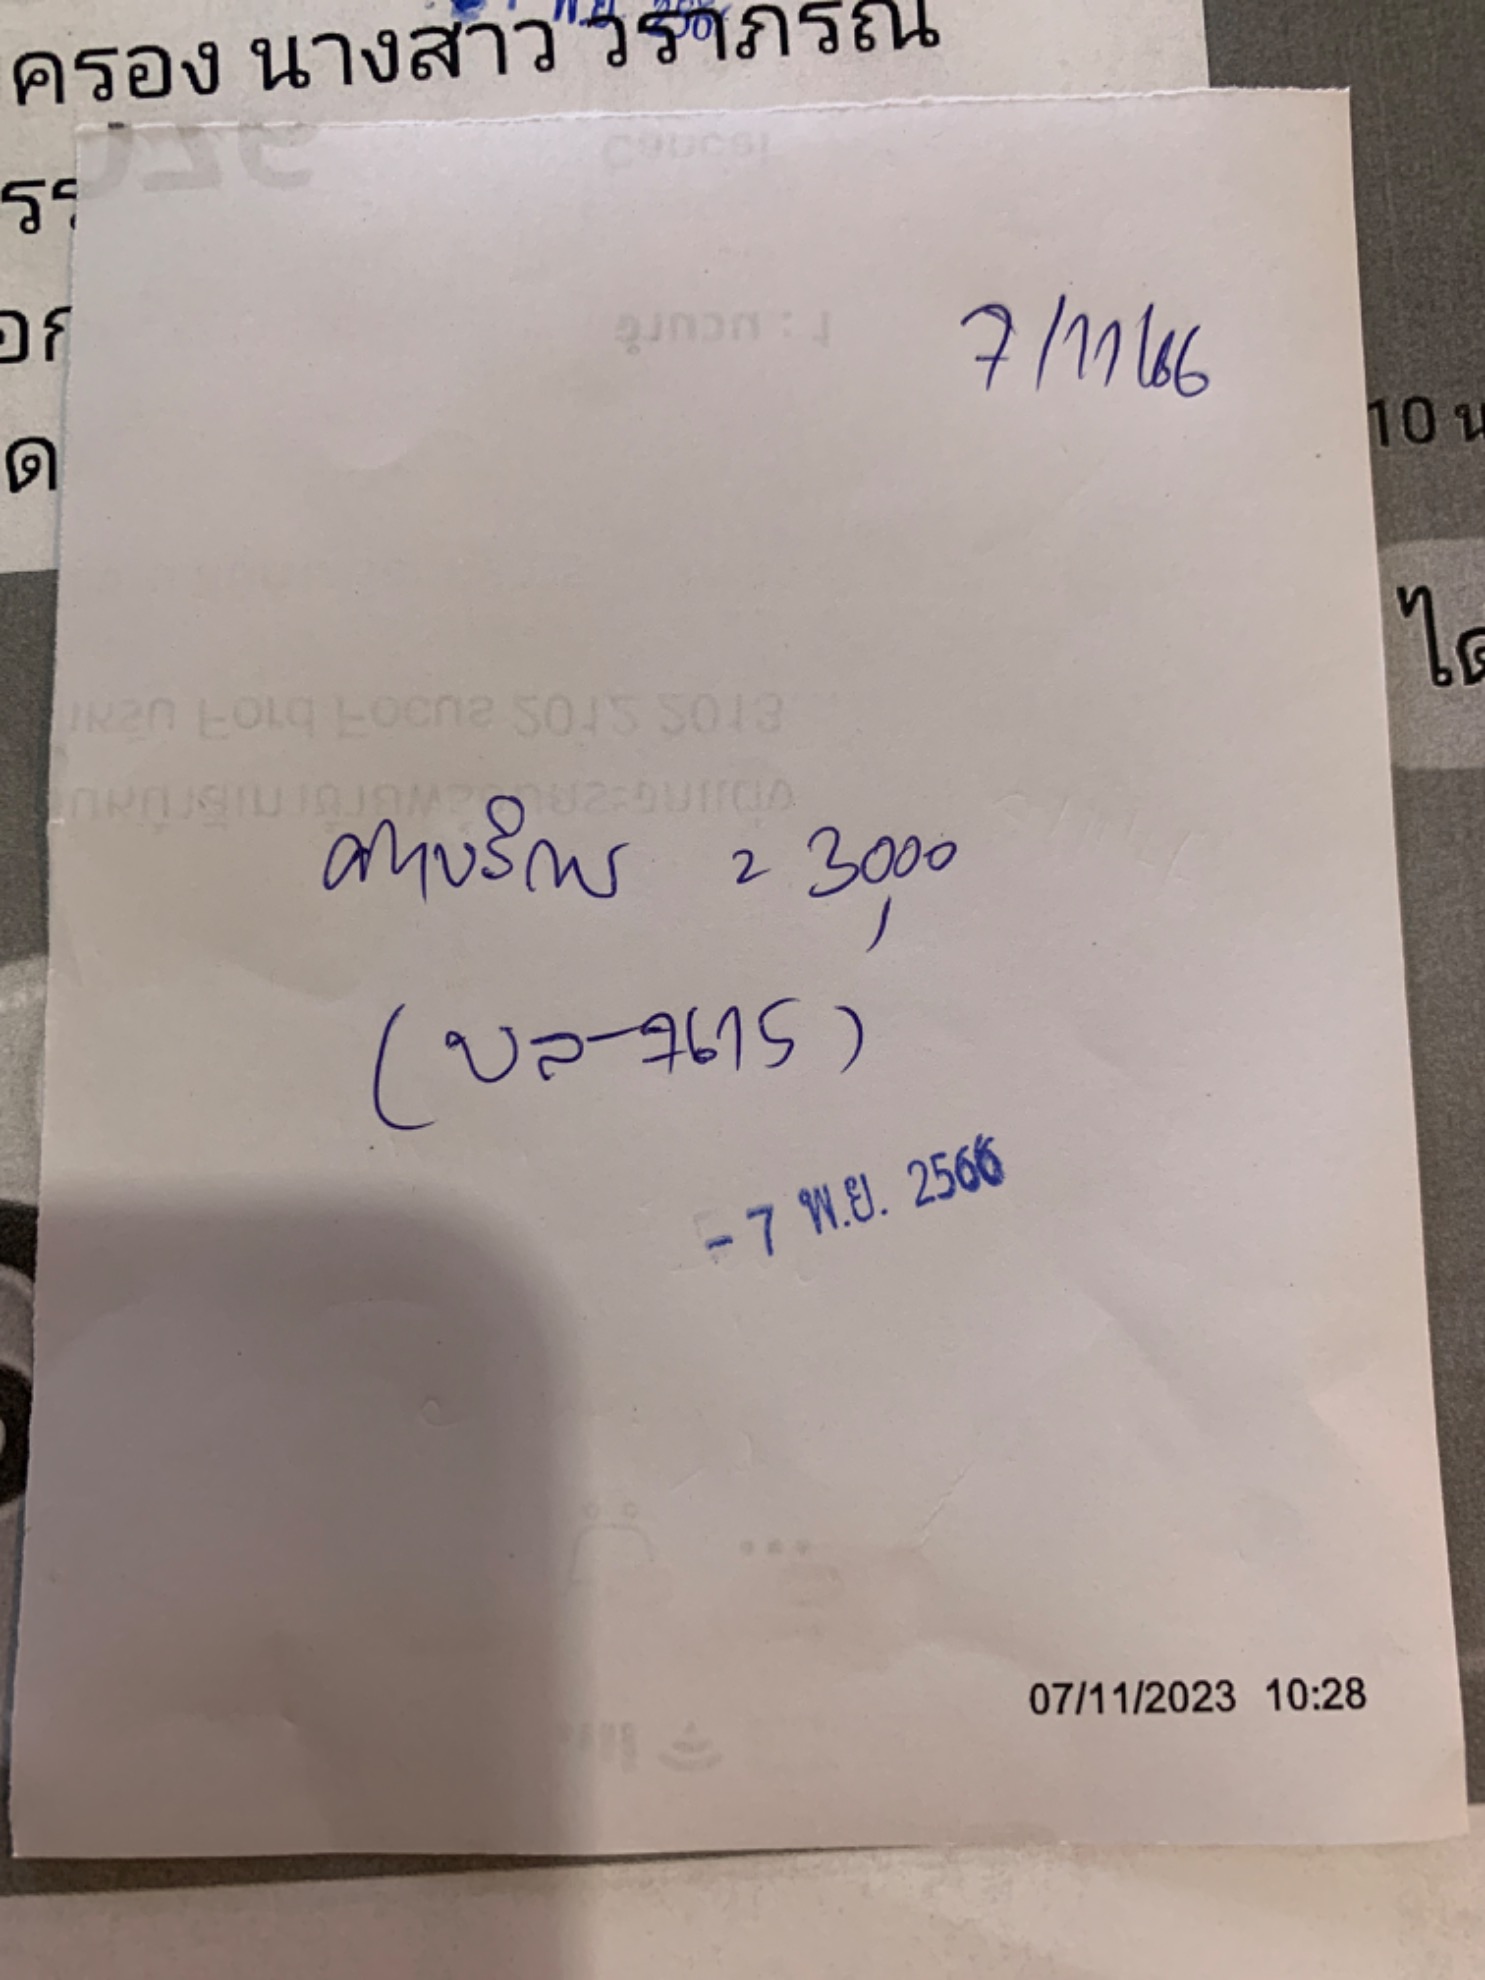 ครอง นางสาว วราภรณ์
7/11/66
10 น
ได
ค่าบริการ = 3,000
(บล-7615)
-7 พ.ย. 2566
07/11/2023 10:28